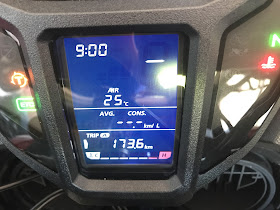 9:00
AIR
25°C
AVG. CONS.
--.- km/L
TRIP
173.6 km
C H
N